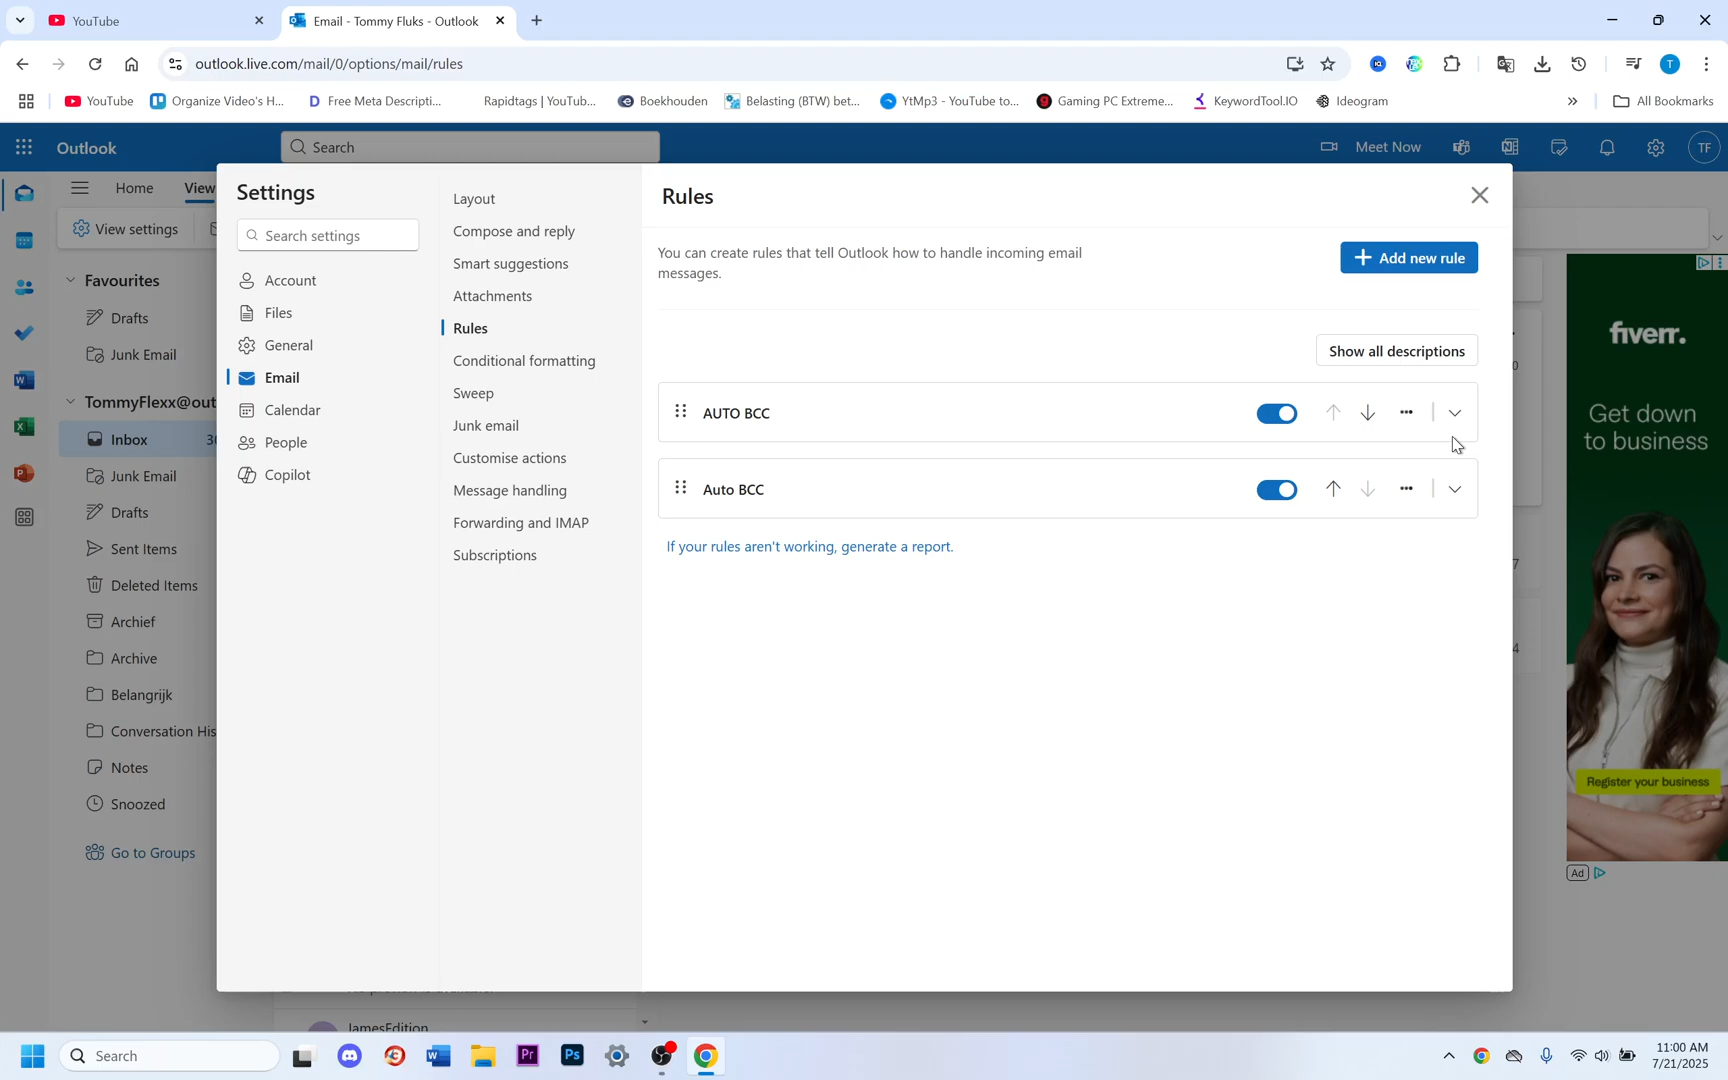 YouTube
Email - Tommy Fluks - Outlook
outlook.live.com/mail/0/options/mail/rules
T
YouTube
Organize Video's H...
Free Meta Descripti...
Rapidtags | YouTub...
Boekhouden
Belasting (BTW) bet...
YtMp3 - YouTube to...
Gaming PC Extreme...
KeywordTool.IO
Ideogram
All Bookmarks
Outlook
Search
Meet Now
TF
Home
View
View settings
Favourites
Drafts
Junk Email
TommyFlexx@out
Inbox
30
Junk Email
Drafts
Sent Items
Deleted Items
Archief
Archive
Belangrijk
Conversation His
Notes
Snoozed
Go to Groups
Settings
Search settings
Account
Files
General
Email
Calendar
People
Copilot
Layout
Compose and reply
Smart suggestions
Attachments
Rules
Conditional formatting
Sweep
Junk email
Customise actions
Message handling
Forwarding and IMAP
Subscriptions
Rules
You can create rules that tell Outlook how to handle incoming email
messages.
Add new rule
Show all descriptions
AUTO BCC
Auto BCC
If your rules aren't working, generate a report.
JamesEdition
fiverr.
Get down
to business
Register your business
Ad
Search
11:00 AM
7/21/2025